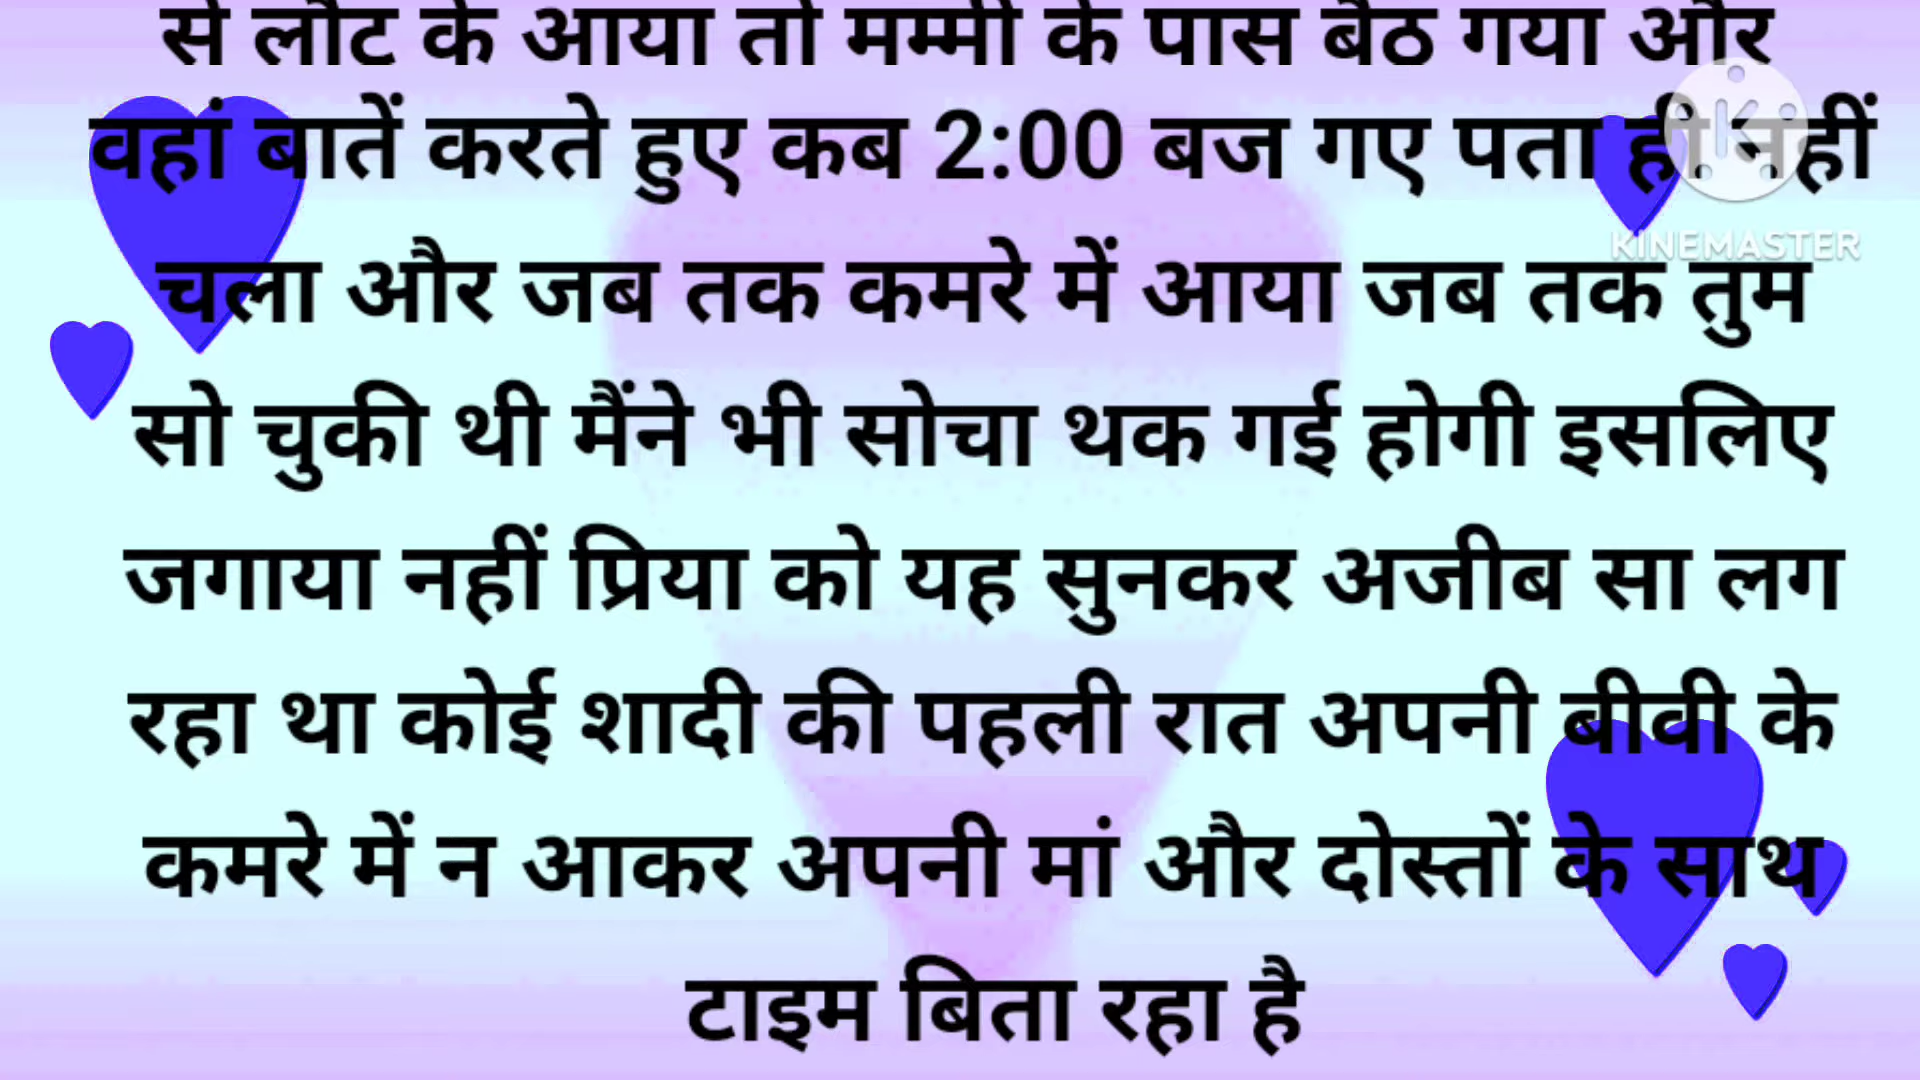 से लौट के आया तो मम्मी के पास बैठ गया और
वहां बातें करते हुए कब 2:00 बज गए पता ही नहीं
चला और जब तक कमरे में आया जब तक तुम
सो चुकी थी मैंने भी सोचा थक गई होगी इसलिए
जगाया नहीं प्रिया को यह सुनकर अजीब सा लग
रहा था कोई शादी की पहली रात अपनी बीवी के
कमरे में न आकर अपनी मां और दोस्तों के साथ
टाइम बिता रहा है
K
KINEMASTER